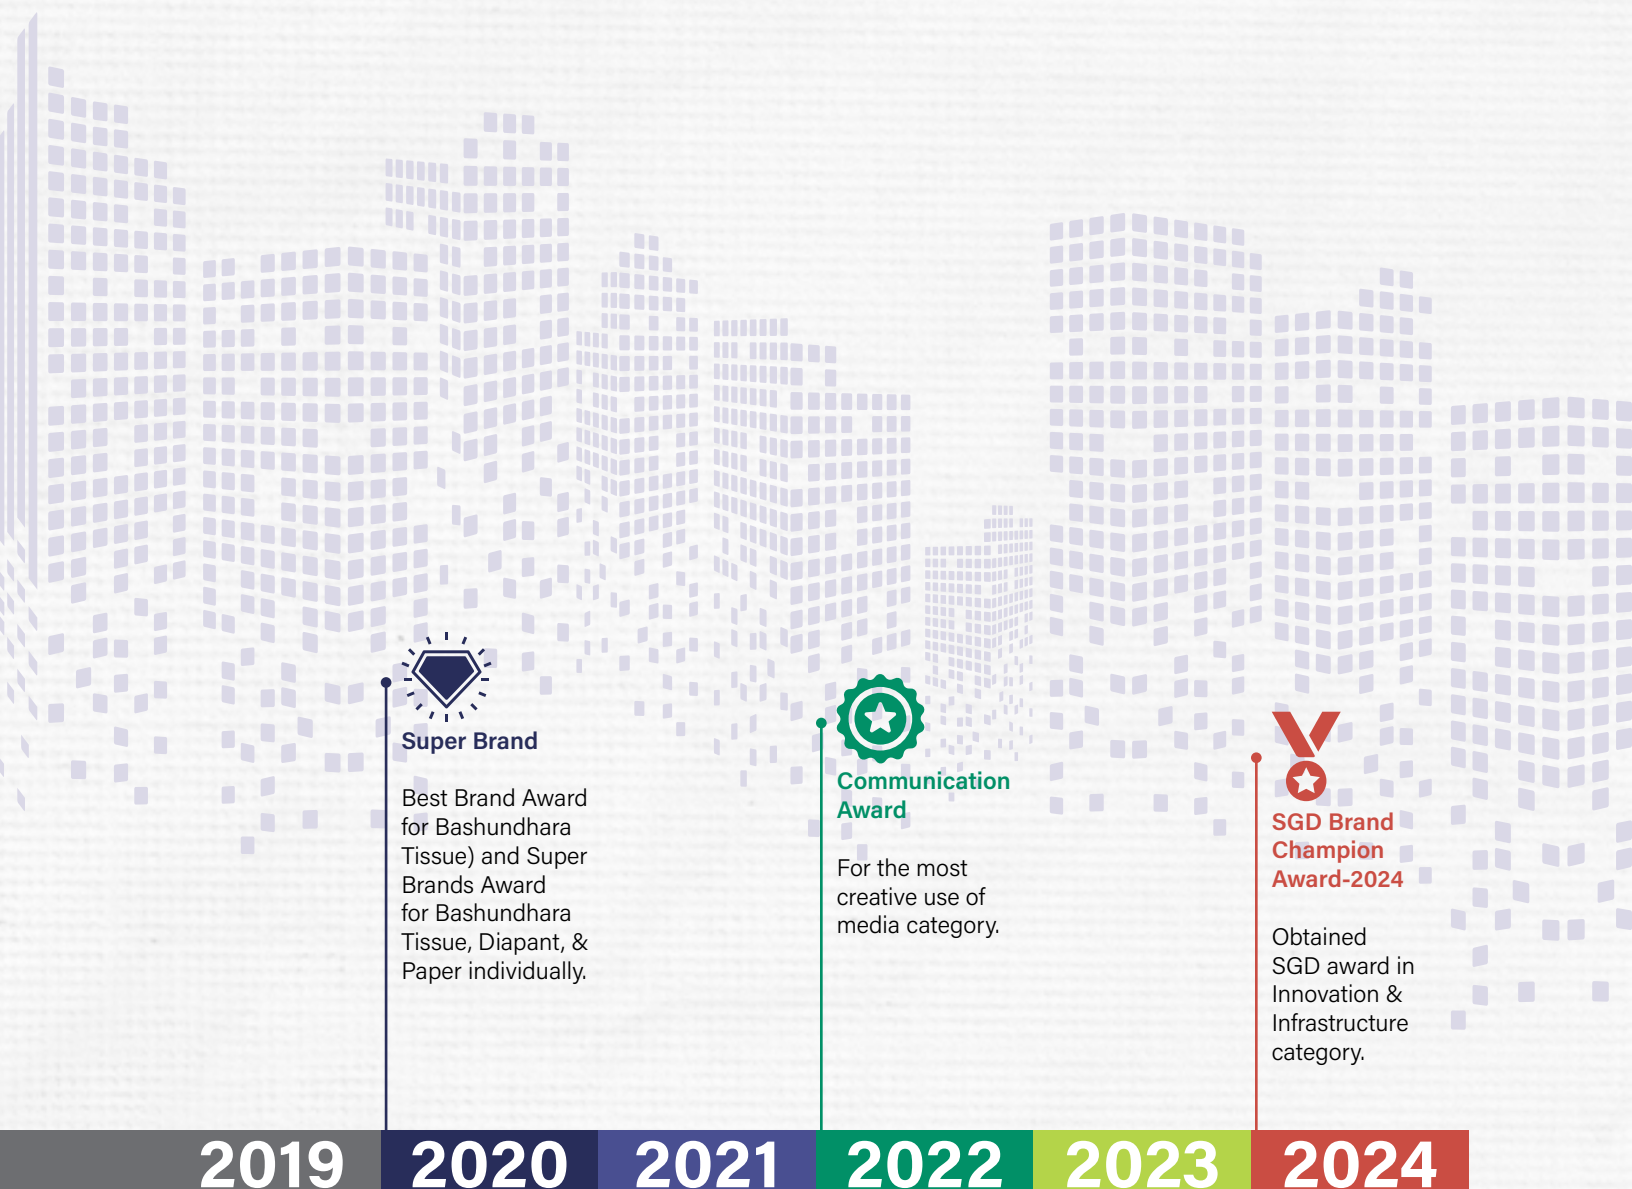 Super Brand
Best Brand Award
for Bashundhara
Tissue) and Super
Brands Award
for Bashundhara
Tissue, Diapant, &
Paper individually.
Communication
Award
For the most
creative use of
media category.
SGD Brand
Champion
Award-2024
Obtained
SGD award in
Innovation &
Infrastructure
category.
2019 2020 2021 2022 2023 2024